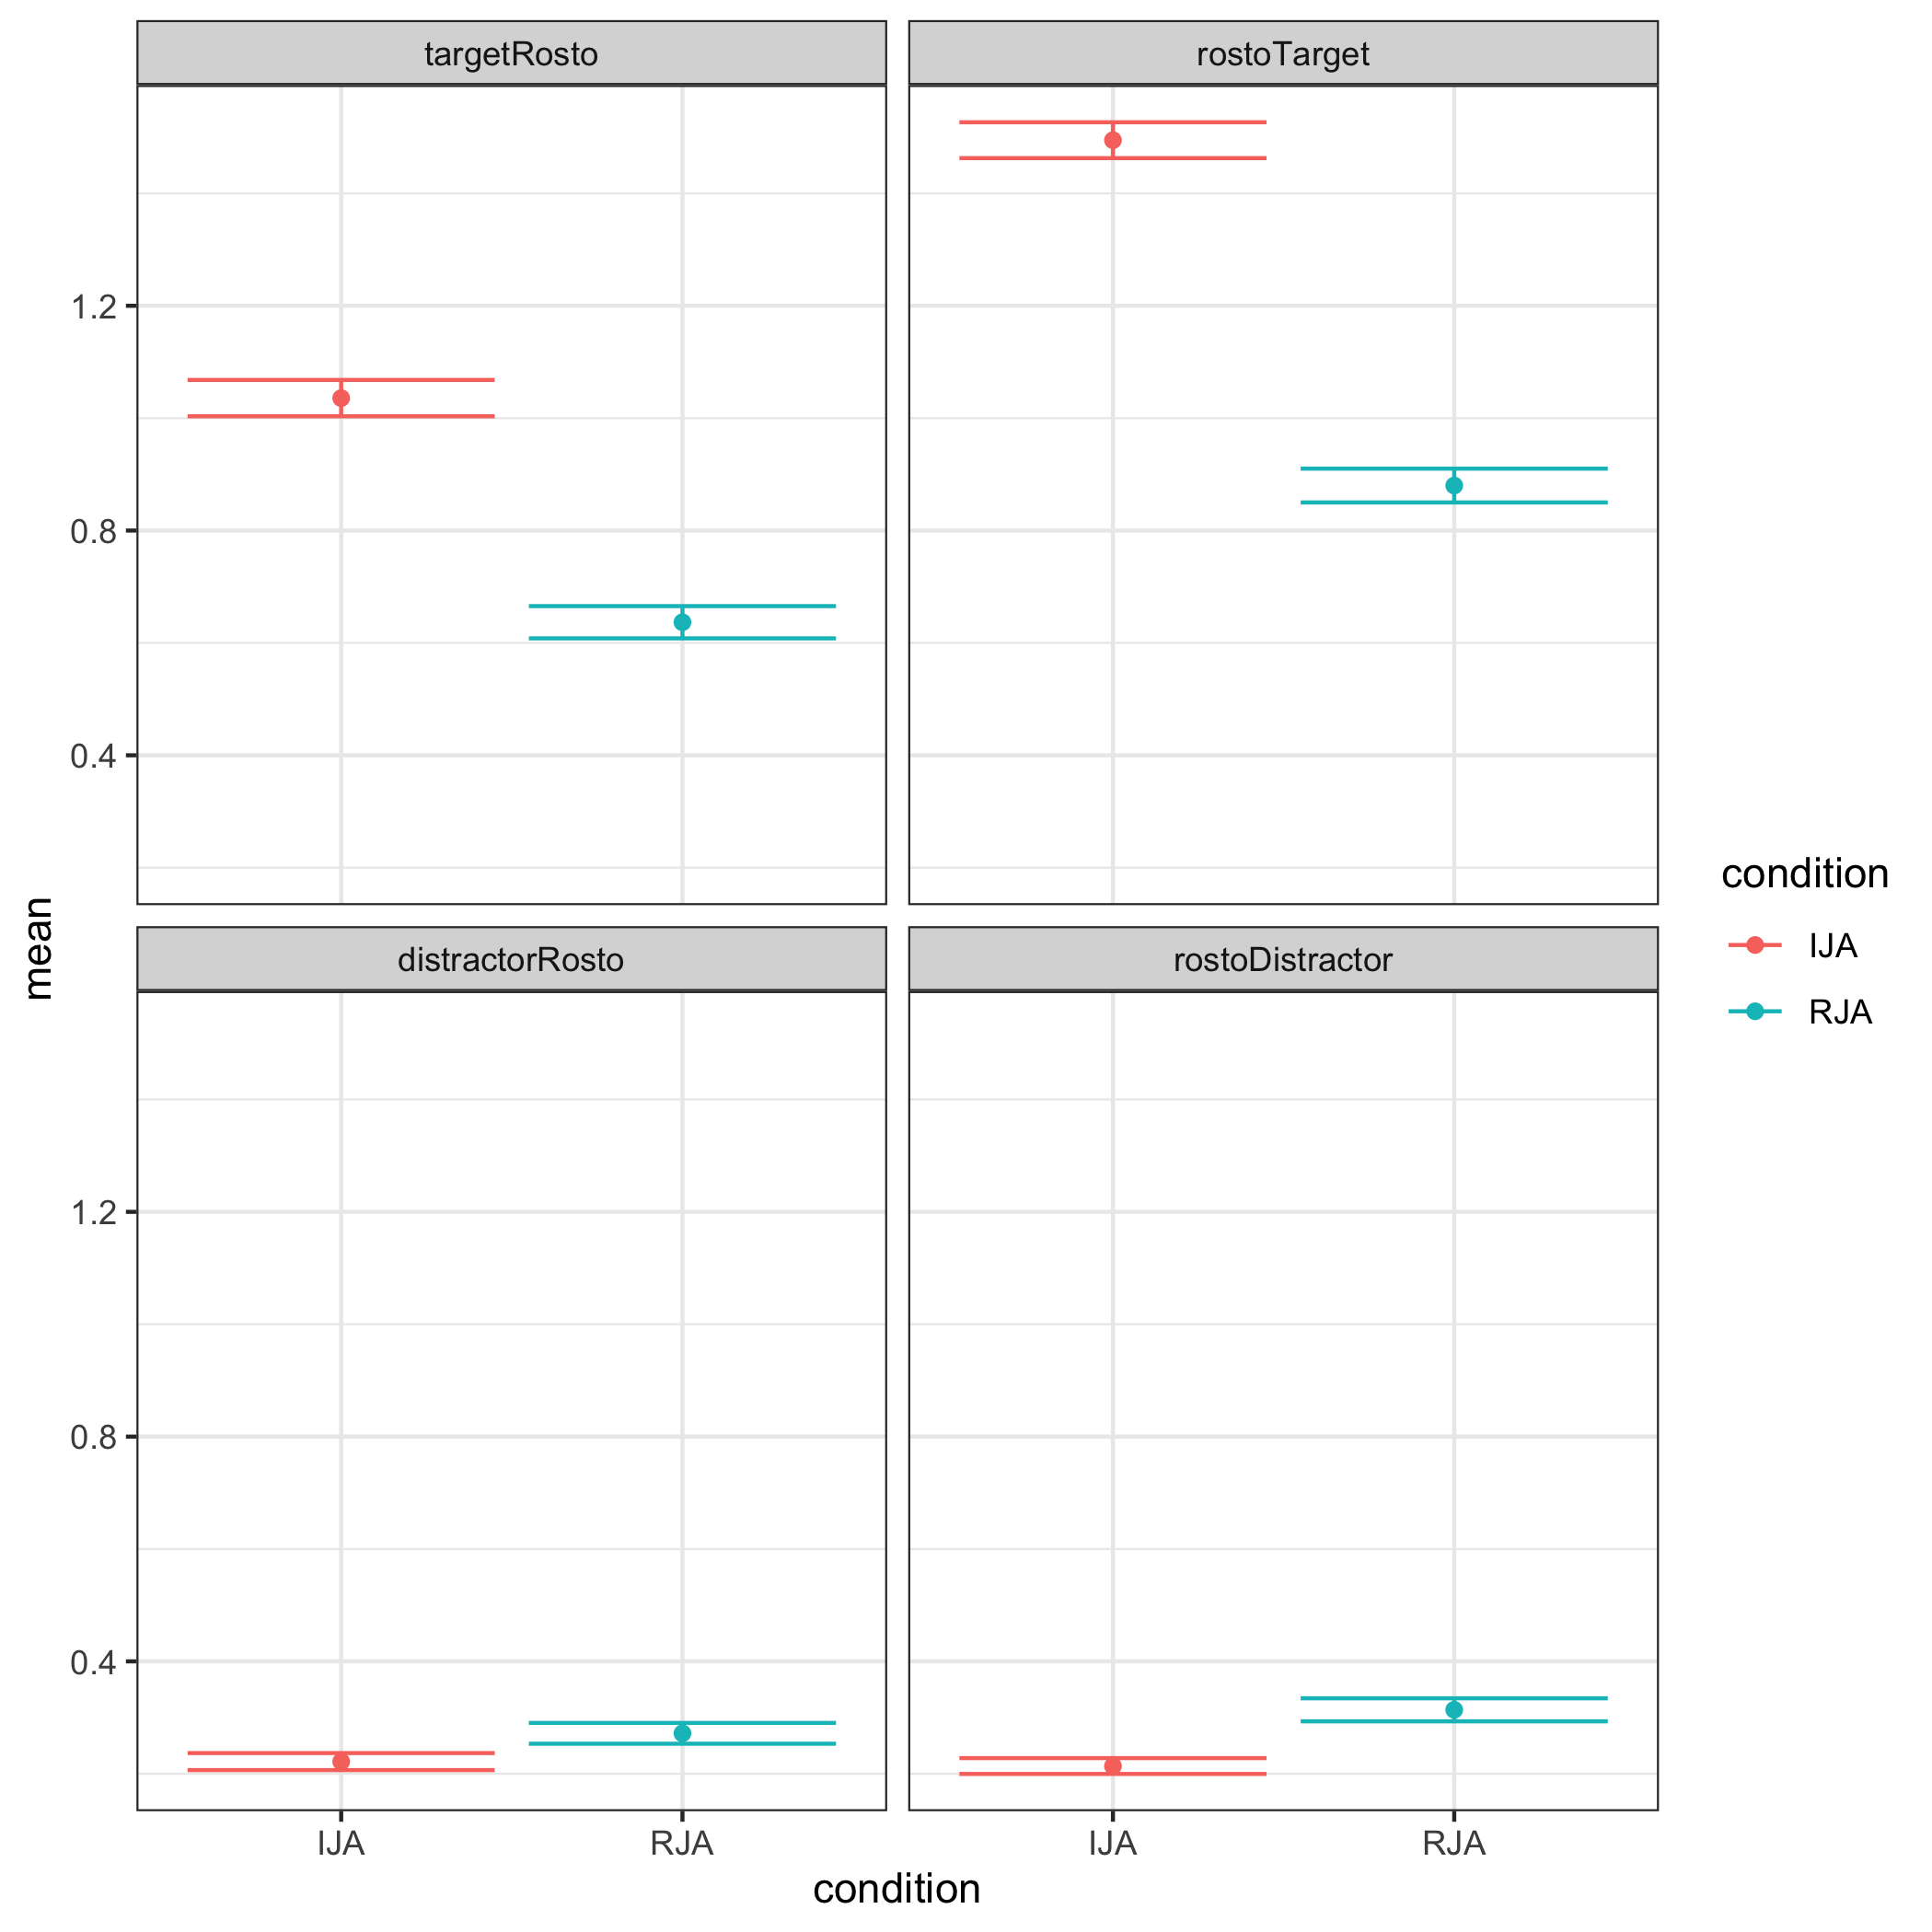 targetRosto
rostoTarget
1.2
0.8
0.4
distractorRosto
rostoDistractor
1.2
0.8
0.4
IJA
RJA
IJA
RJA
condition
mean
condition
IJA
RJA